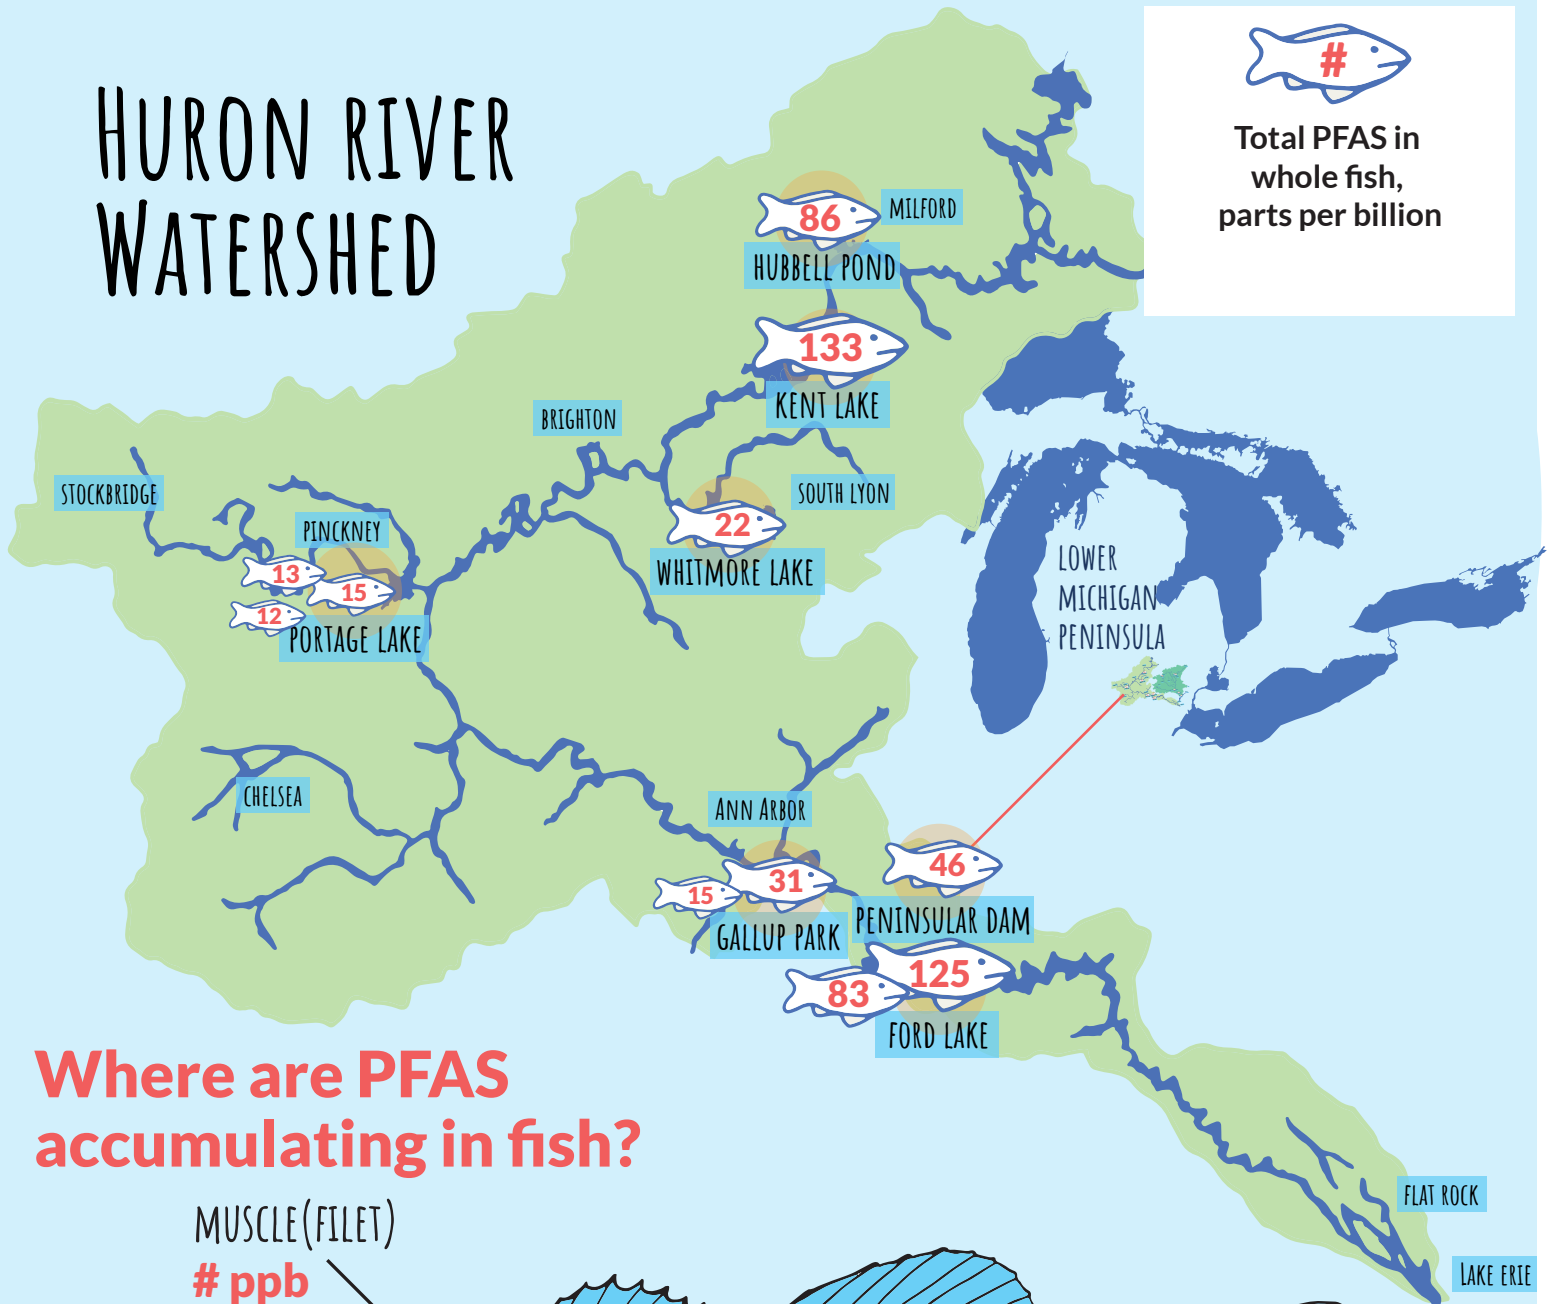 HURON RIVER
WATERSHED
#
Total PFAS in
whole fish,
parts per billion
86
MILFORD
HUBBELL POND
133
KENT LAKE
BRIGHTON
STOCKBRIDGE
SOUTH LYON
PINCKNEY
22
WHITMORE LAKE
13
15
12
PORTAGE LAKE
LOWER
MICHIGAN
PENINSULA
CHELSEA
ANN ARBOR
46
31
15
PENINSULAR DAM
GALLUP PARK
125
83
FORD LAKE
Where are PFAS
accumulating in fish?
FLAT ROCK
LAKE ERIE
MUSCLE(FILET)
# ppb